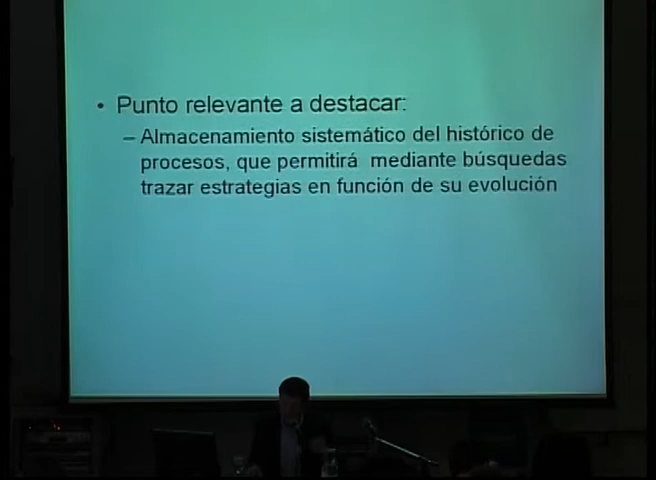 • Punto relevante a destacar:
– Almacenamiento sistemático del histórico de
procesos, que permitirá mediante búsquedas
trazar estrategias en función de su evolución